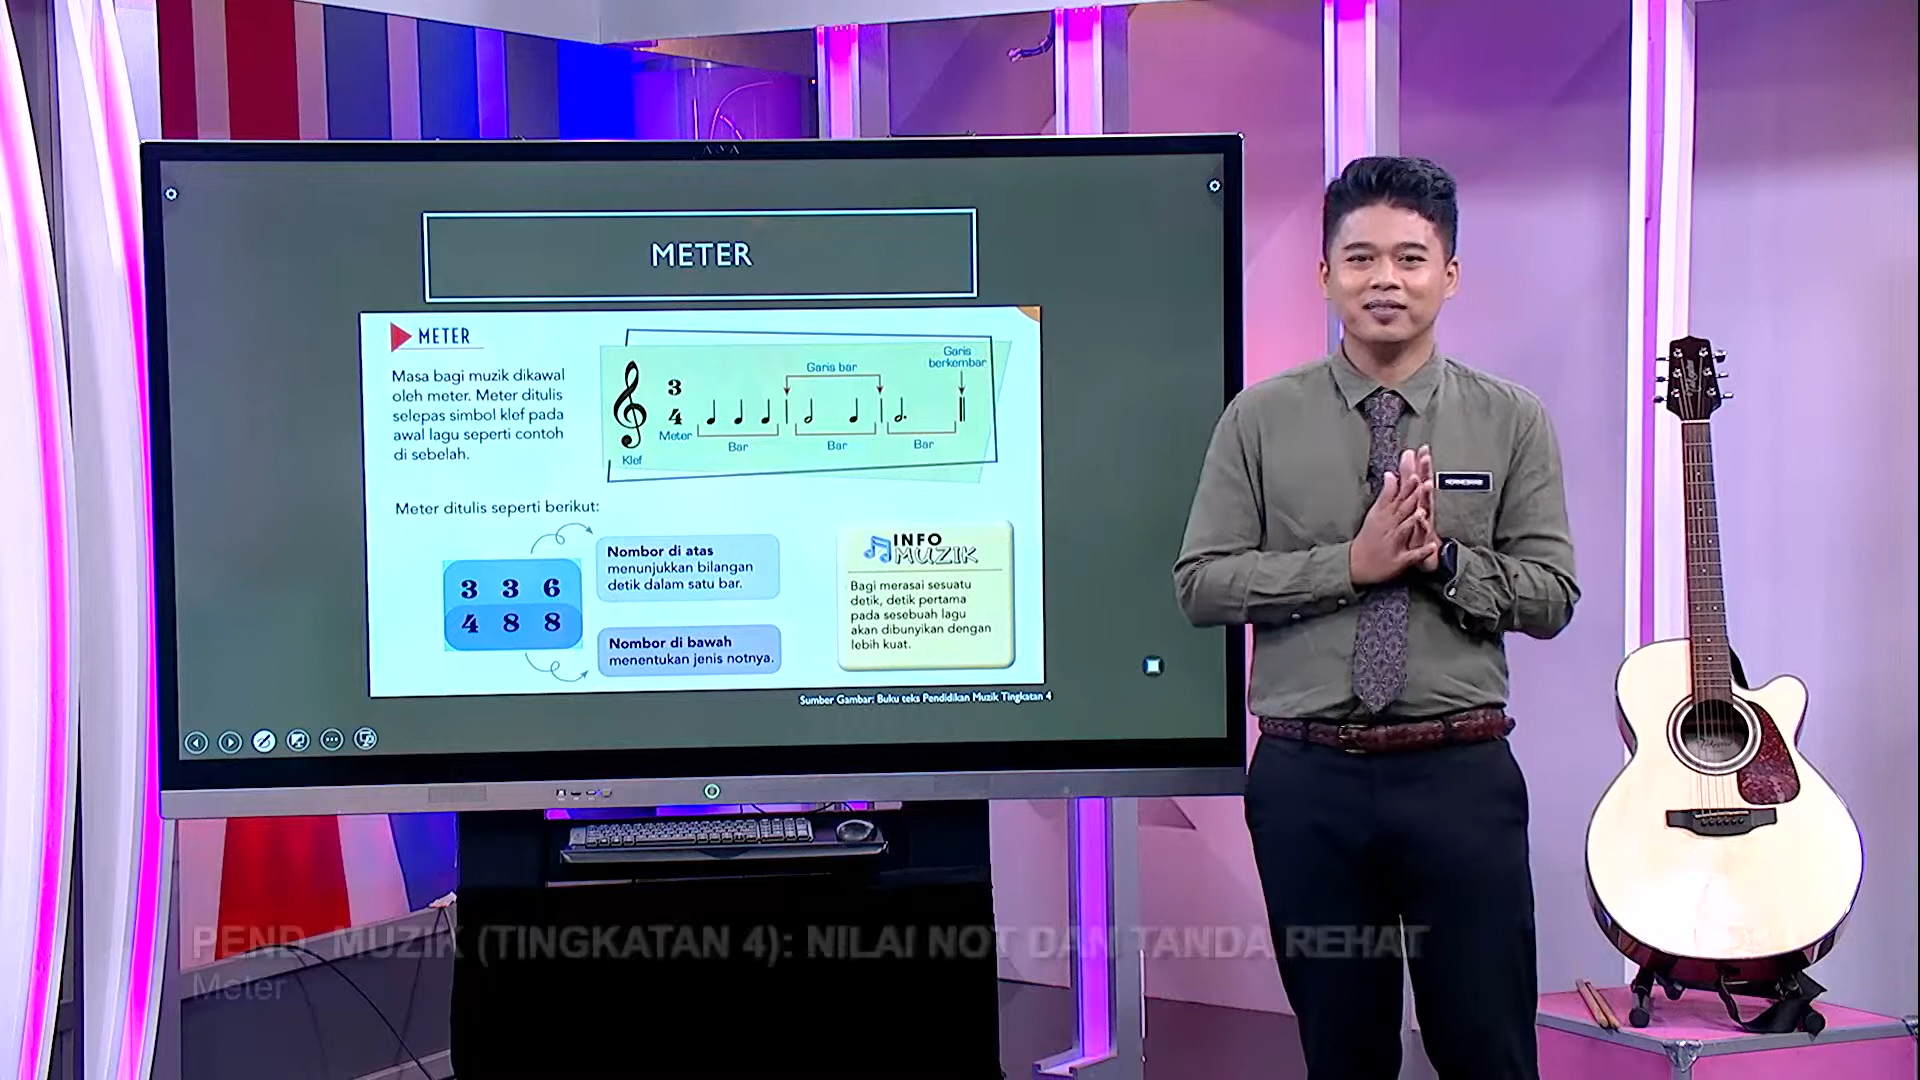 METER
METER
Masa bagi muzik dikawal
oleh meter. Meter ditulis
selepas simbol klef pada
awal lagu seperti contoh
di sebelah.
Garis bar
Garis
berkembar
3
4
Meter
Bar
Bar
Bar
Klef
Meter ditulis seperti berikut:
3 3 6
4 8 8
Nombor di atas
menunjukkan bilangan
detik dalam satu bar.
Nombor di bawah
menentukan jenis notnya.
INFO
MUZIK
Bagi merasai sesuatu
detik, detik pertama
pada sesebuah lagu
akan dibunyikan dengan
lebih kuat.
Sumber Gambar: Buku teks Pendidikan Muzik Tingkatan 4
PEND. MUZIK (TINGKATAN 4): NILAI NOT DAN TANDA REHAT
Meter